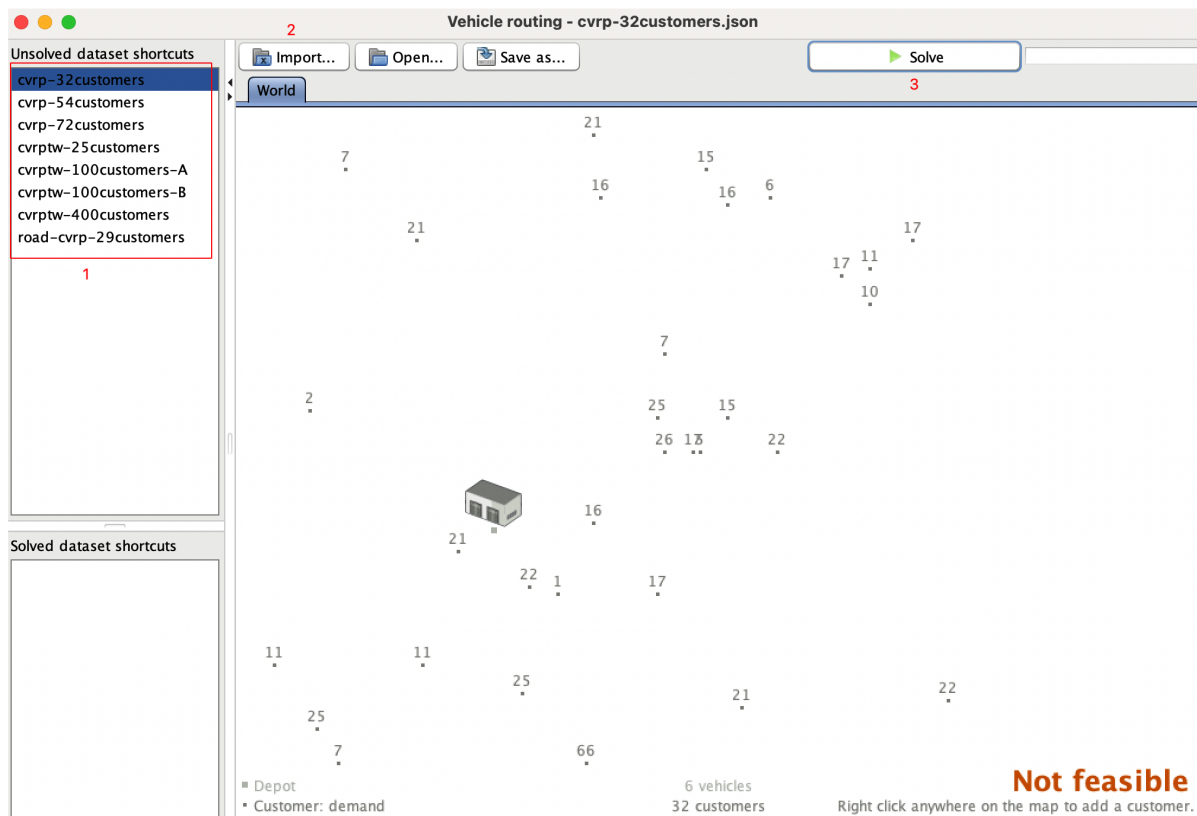 Vehicle routing - cvrp-32customers.json
2
Unsolved dataset shortcuts
Import...
Open...
Save as...
Solve
3
World
cvrp-32customers
cvrp-54customers
cvrp-72customers
cvrptw-25customers
cvrptw-100customers-A
cvrptw-100customers-B
cvrptw-400customers
road-cvrp-29customers
1
Solved dataset shortcuts
21
7
15
16
16
6
21
17
17
11
10
7
2
25
15
26
22
16
21
22
1
17
11
11
25
21
22
25
7
66
Depot
6 vehicles
Not feasible
Customer: demand
32 customers
Right click anywhere on the map to add a customer.